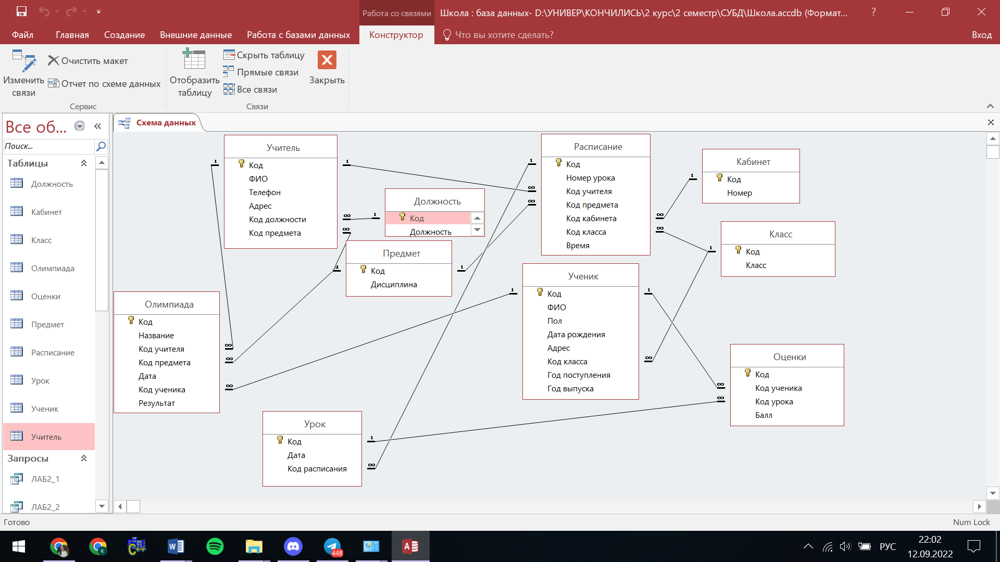 Работа со связями
Школа : база данных- D:\УНИВЕР\КОНЧИЛИСЬ\2 курс\2 семестр\СУБД\Школа.accdb (Формат...
?
Файл
Главная
Создание
Внешние данные
Работа с базами данных
Конструктор
Что вы хотите сделать?
Вход
Изменить связи
Очистить макет
Отчет по схеме данных
Сервис
Отобразить таблицу
Скрыть таблицу
Прямые связи
Все связи
Закрыть
Связи
Все об...
Поиск...
Таблицы
Должность
Кабинет
Класс
Олимпиада
Оценки
Предмет
Расписание
Урок
Ученик
Учитель
Запросы
ЛАБ2_1
ЛАБ2_2
Схема данных
Учитель
Код
ФИО
Телефон
Адрес
Код должности
Код предмета
1
1
∞
∞
Должность
Код
Должность
1
Предмет
Код
Дисциплина
1
1
Расписание
Код
Номер урока
Код учителя
Код предмета
Код кабинета
Код класса
Время
1
∞
∞
∞
∞
Кабинет
Код
Номер
1
Класс
Код
Класс
1
Олимпиада
Код
Название
Код учителя
Код предмета
Дата
Код ученика
Результат
∞
∞
∞
Ученик
Код
ФИО
Пол
Дата рождения
Адрес
Код класса
Год поступления
Год выпуска
1
1
∞
Оценки
Код
Код ученика
Код урока
Балл
∞
∞
Урок
Код
Дата
Код расписания
1
∞
Готово
Num Lock
K
C++
W
448
A
РУС
22:02
12.09.2022